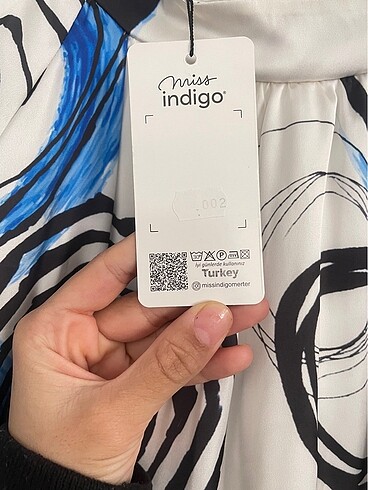 miss
indigo®
002
P
İyi günlerde kullanınız
Turkey
missindigomerter